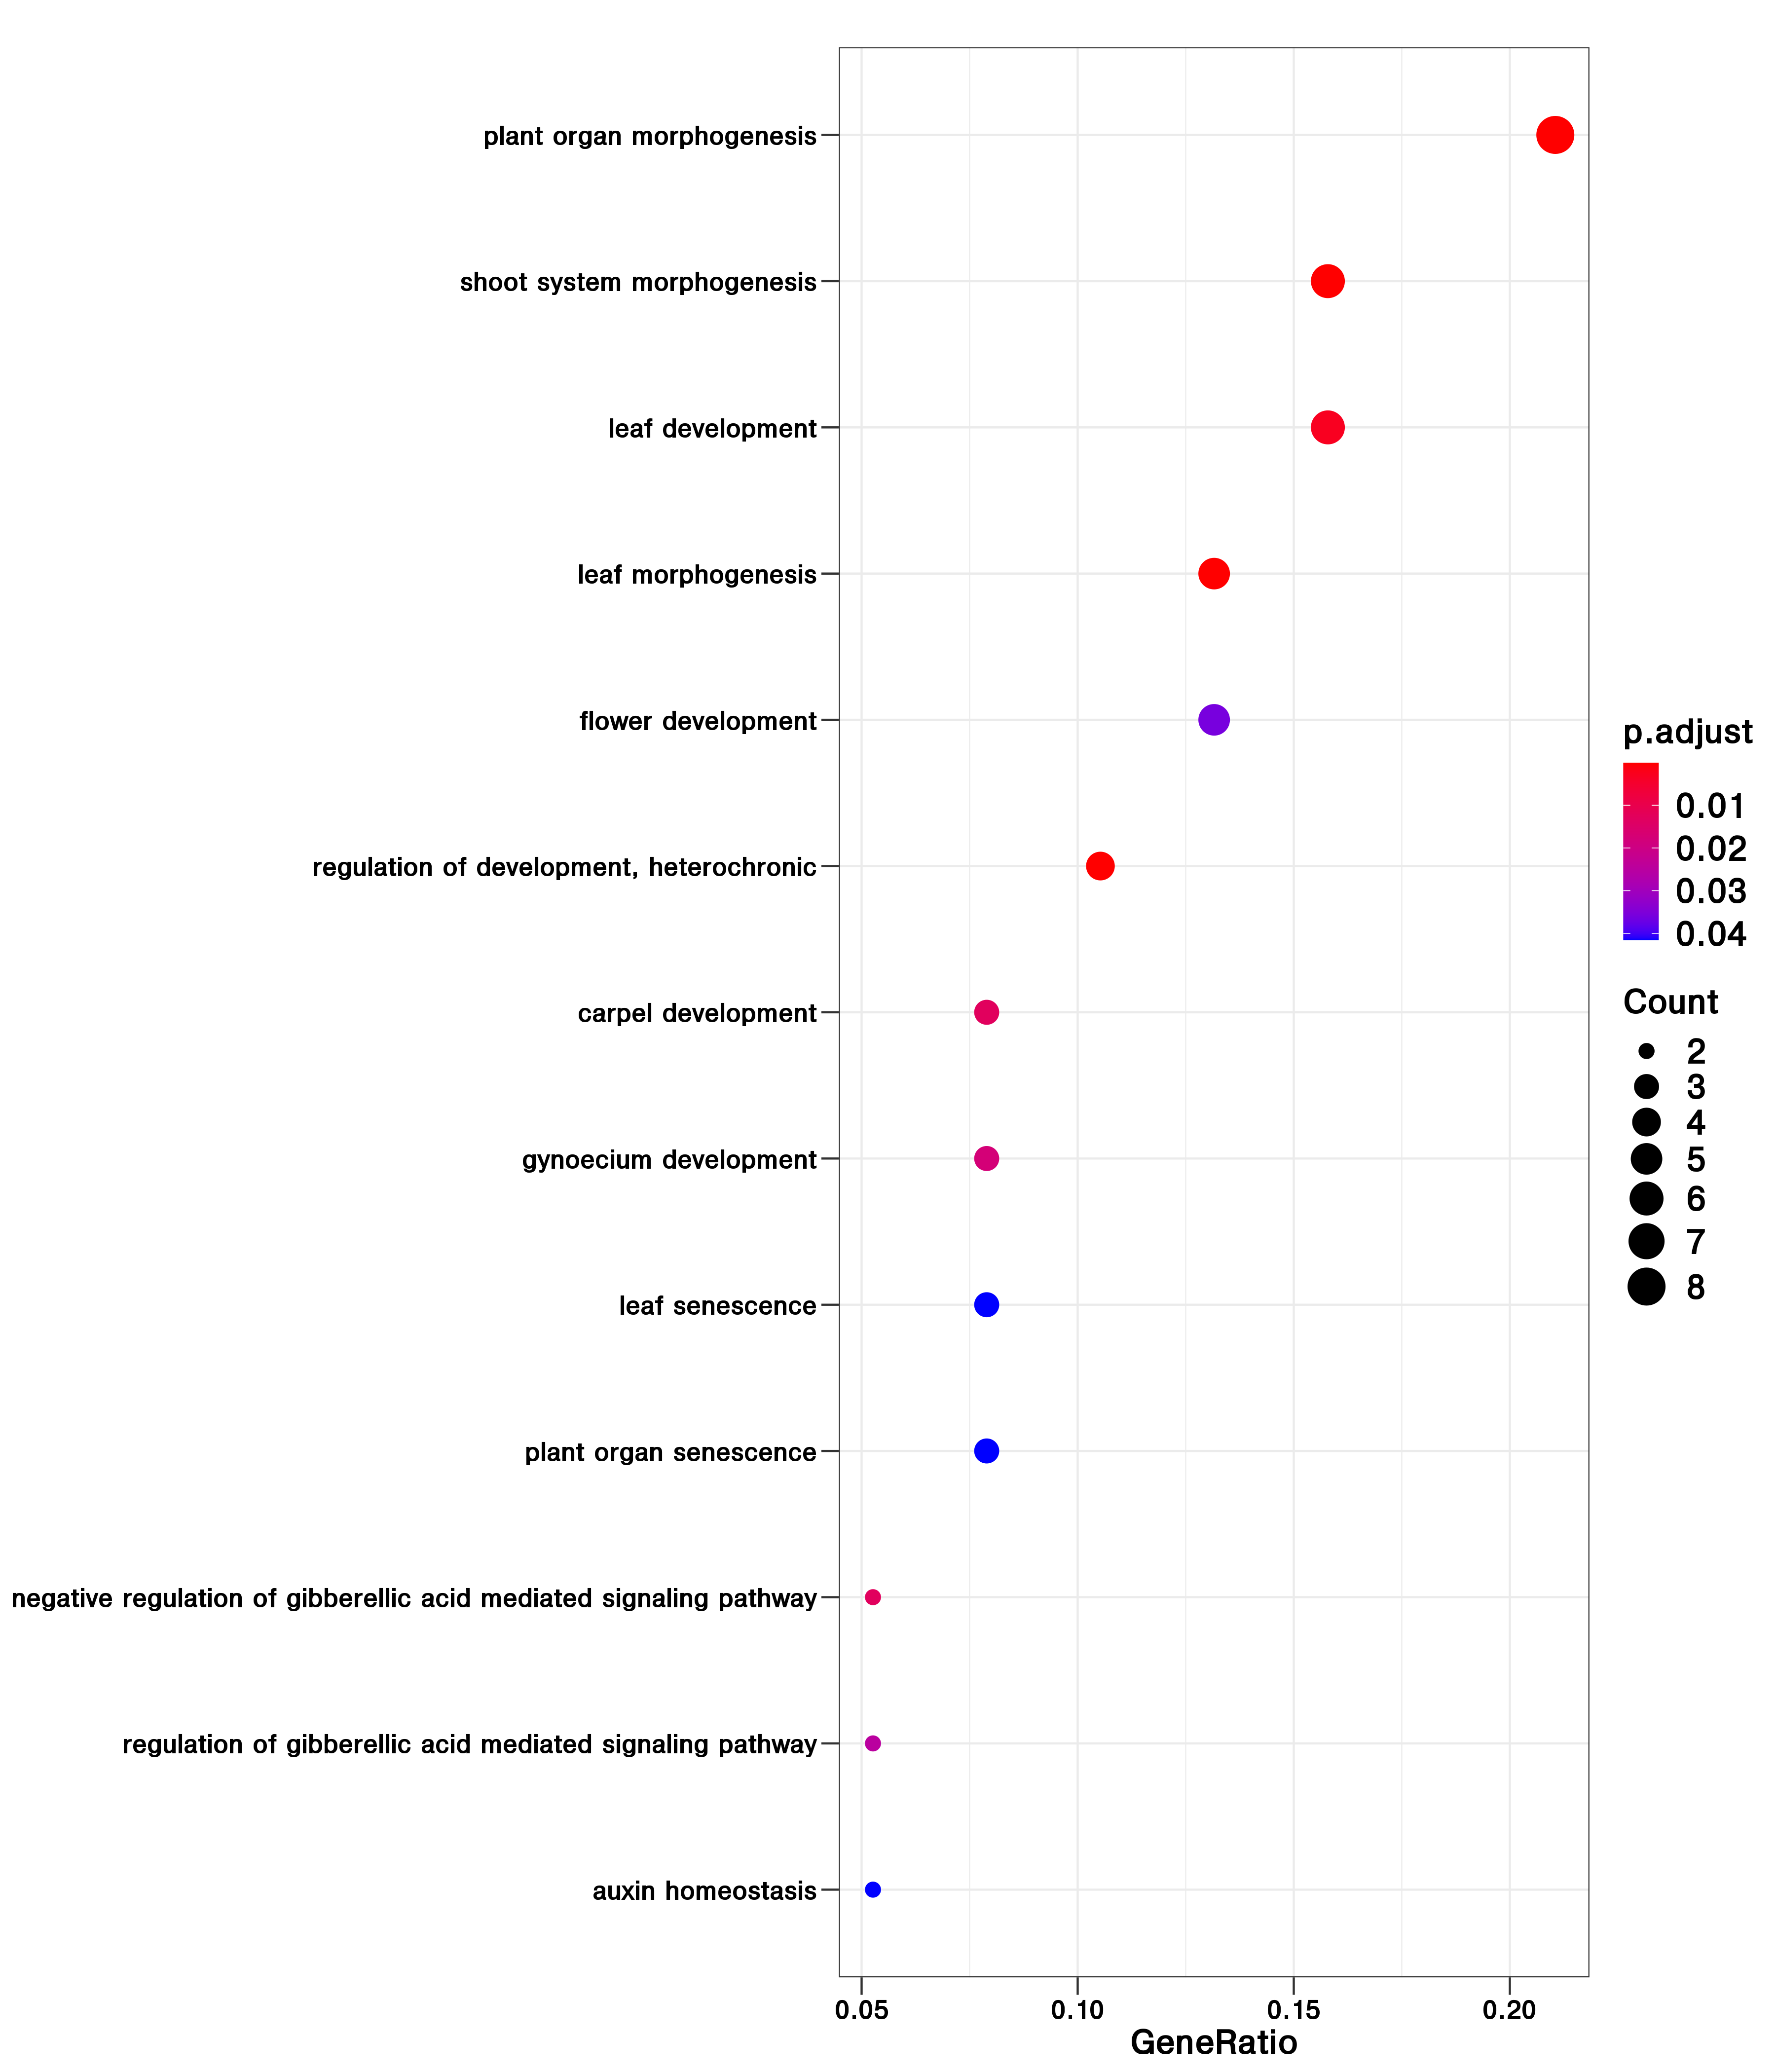 plant organ morphogenesis
shoot system morphogenesis
leaf development
leaf morphogenesis
flower development
regulation of development, heterochronic
carpel development
gynoecium development
leaf senescence
plant organ senescence
negative regulation of gibberellic acid mediated signaling pathway
regulation of gibberellic acid mediated signaling pathway
auxin homeostasis
0.05 0.10 0.15 0.20
GeneRatio
p.adjust
0.01
0.02
0.03
0.04
Count
2
3
4
5
6
7
8